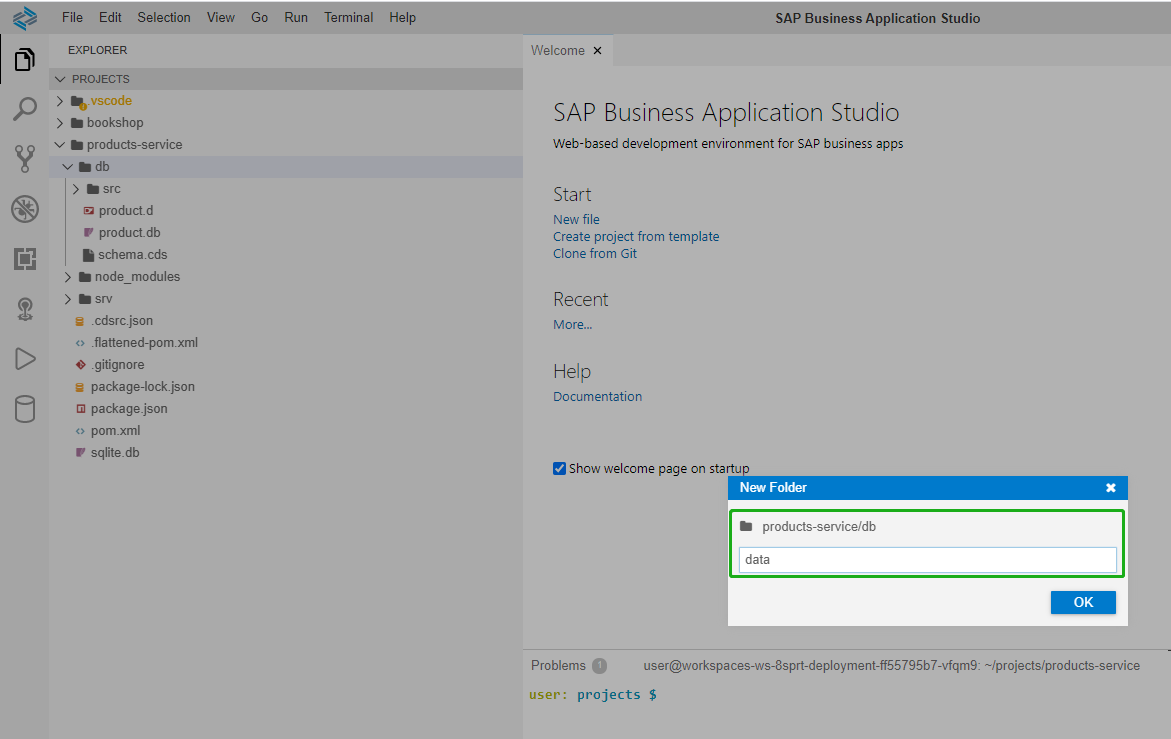 File Edit Selection View Go Run Terminal Help SAP Business Application Studio
EXPLORER
PROJECTS
.vscode
bookshop
products-service
db
src
product.d
product.db
schema.cds
node_modules
srv
.cdsrc.json
.flattened-pom.xml
.gitignore
package-lock.json
package.json
pom.xml
sqlite.db
Welcome
SAP Business Application Studio
Web-based development environment for SAP business apps
Start
New file
Create project from template
Clone from Git
Recent
More...
Help
Documentation
Show welcome page on startup
New Folder
products-service/db
data
OK
Problems 1 user@workspaces-ws-8sprt-deployment-ff55795b7-vfqm9: ~/projects/products-service
user: projects $